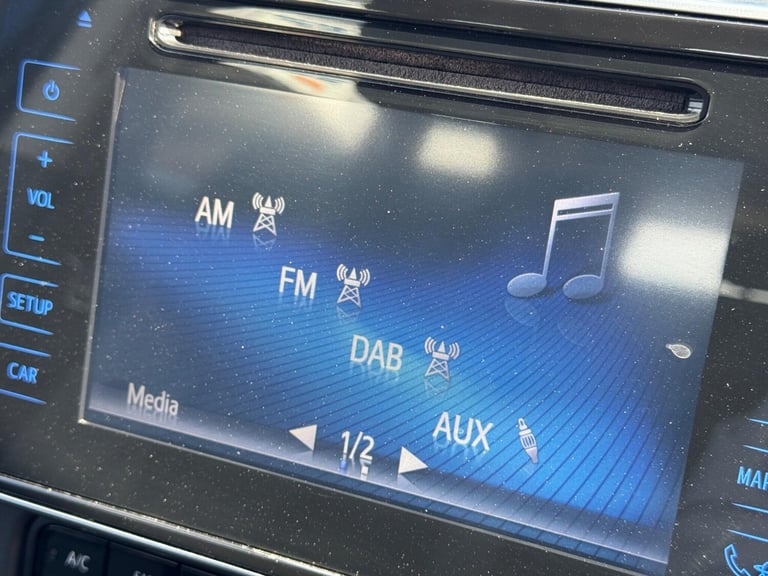 VOL
SETUP
CAR
AM
FM
DAB
AUX
Media
1/2
A/C